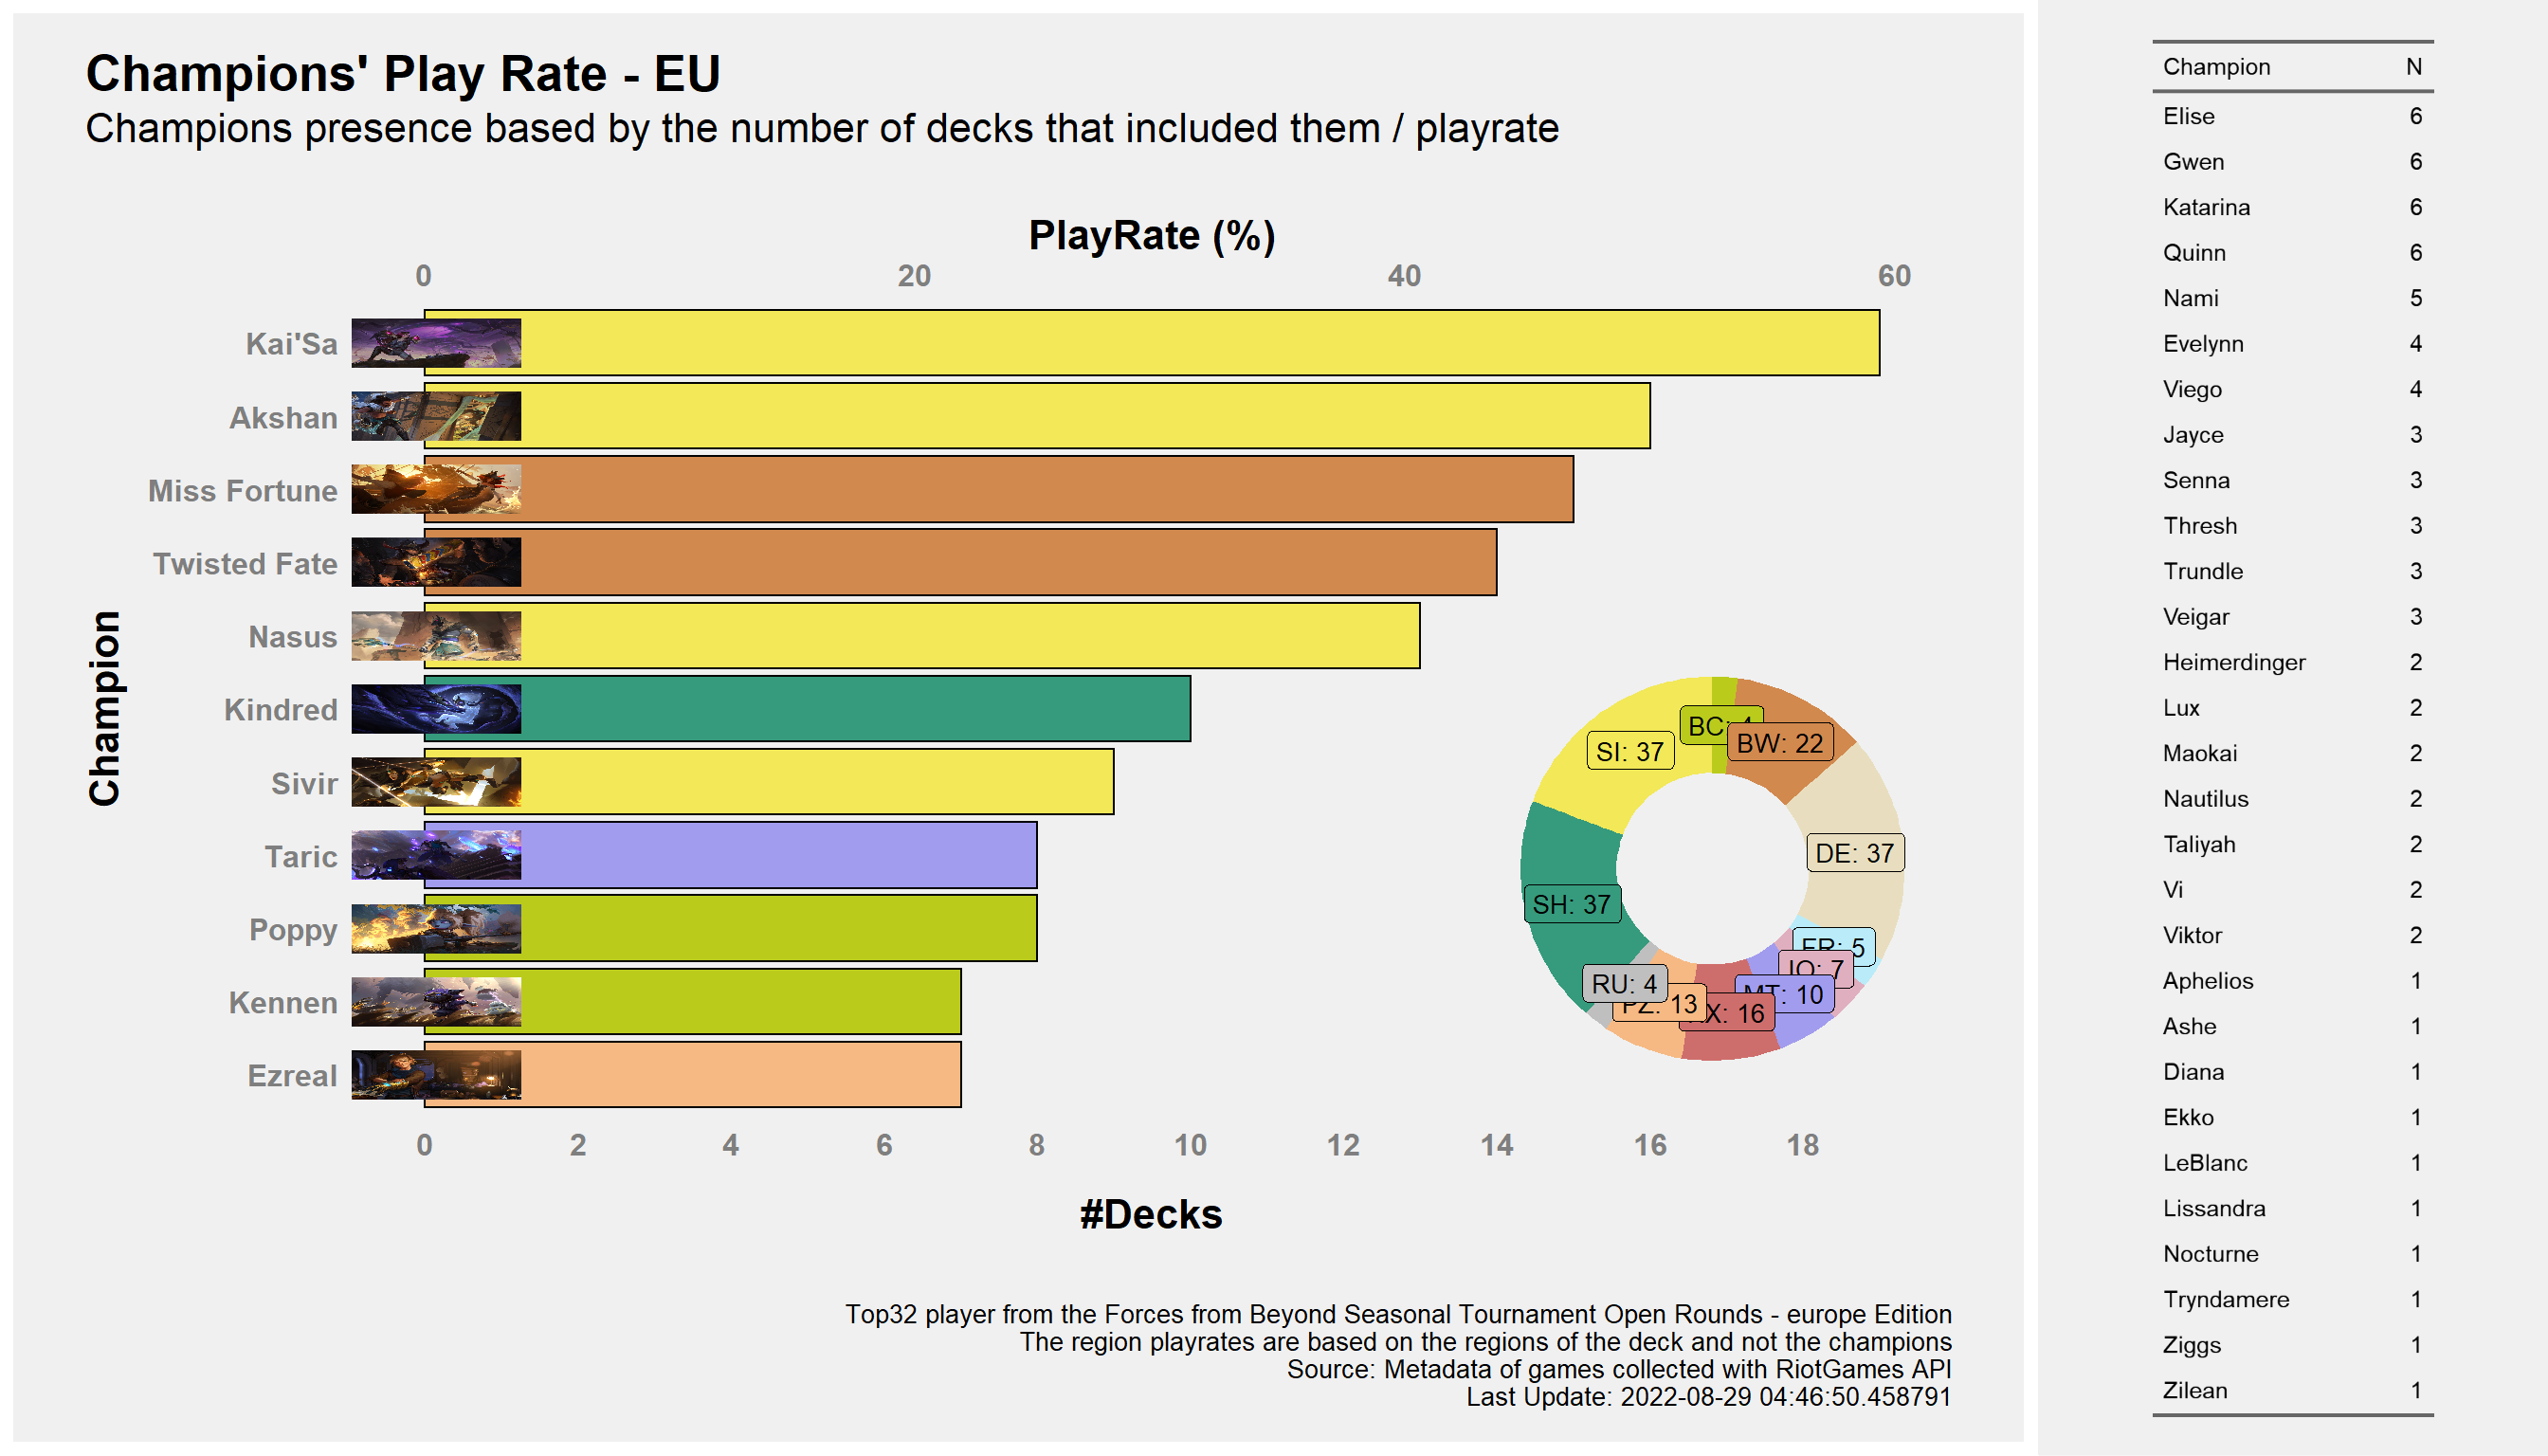 Champions' Play Rate - EU
Champions presence based by the number of decks that included them / playrate
PlayRate (%)
0 20 40 60
Champion
Kai'Sa
Akshan
Miss Fortune
Twisted Fate
Nasus
Kindred
Sivir
Taric
Poppy
Kennen
Ezreal
BC:
BW: 22
SI: 37
DE: 37
SH: 37
5
7
RU: 4
13
16
: 10
0 2 4 6 8 10 12 14 16 18
#Decks
Top32 player from the Forces from Beyond Seasonal Tournament Open Rounds - europe Edition
The region playrates are based on the regions of the deck and not the champions
Source: Metadata of games collected with RiotGames API
Last Update: 2022-08-29 04:46:50.458791
Champion N
Elise 6
Gwen 6
Katarina 6
Quinn 6
Nami 5
Evelynn 4
Viego 4
Jayce 3
Senna 3
Thresh 3
Trundle 3
Veigar 3
Heimerdinger 2
Lux 2
Maokai 2
Nautilus 2
Taliyah 2
Vi 2
Viktor 2
Aphelios 1
Ashe 1
Diana 1
Ekko 1
LeBlanc 1
Lissandra 1
Nocturne 1
Tryndamere 1
Ziggs 1
Zilean 1